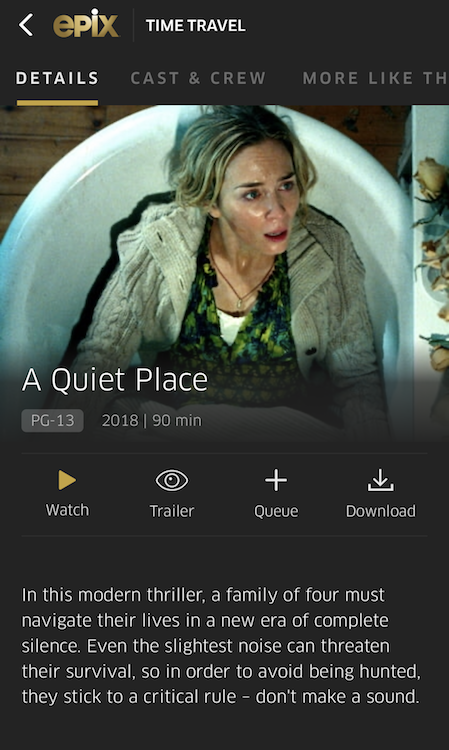 epix
TIME TRAVEL
DETAILS CAST & CREW MORE LIKE TH
A Quiet Place
PG-13 2018 | 90 min
Watch Trailer Queue Download
In this modern thriller, a family of four must
navigate their lives in a new era of complete
silence. Even the slightest noise can threaten
their survival, so in order to avoid being hunted,
they stick to a critical rule – don't make a sound.